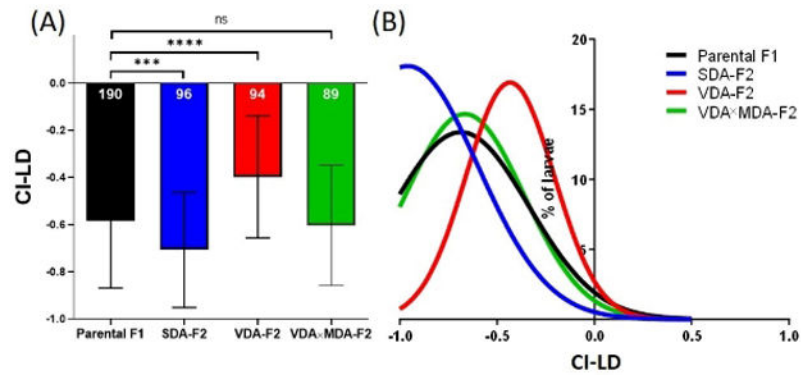 (A)
ns
****
***
0.0
-0.2
-0.4
-0.6
-0.8
-1.0
CI-LD
190
96
94
89
Parental F1
SDA-F2
VDA-F2
VDA×MDA-F2
(B)
20
15
10
5
% of larvae
Parental F1
SDA-F2
VDA-F2
VDA×MDA-F2
-1.0
-0.5
0.0
0.5
1.0
CI-LD